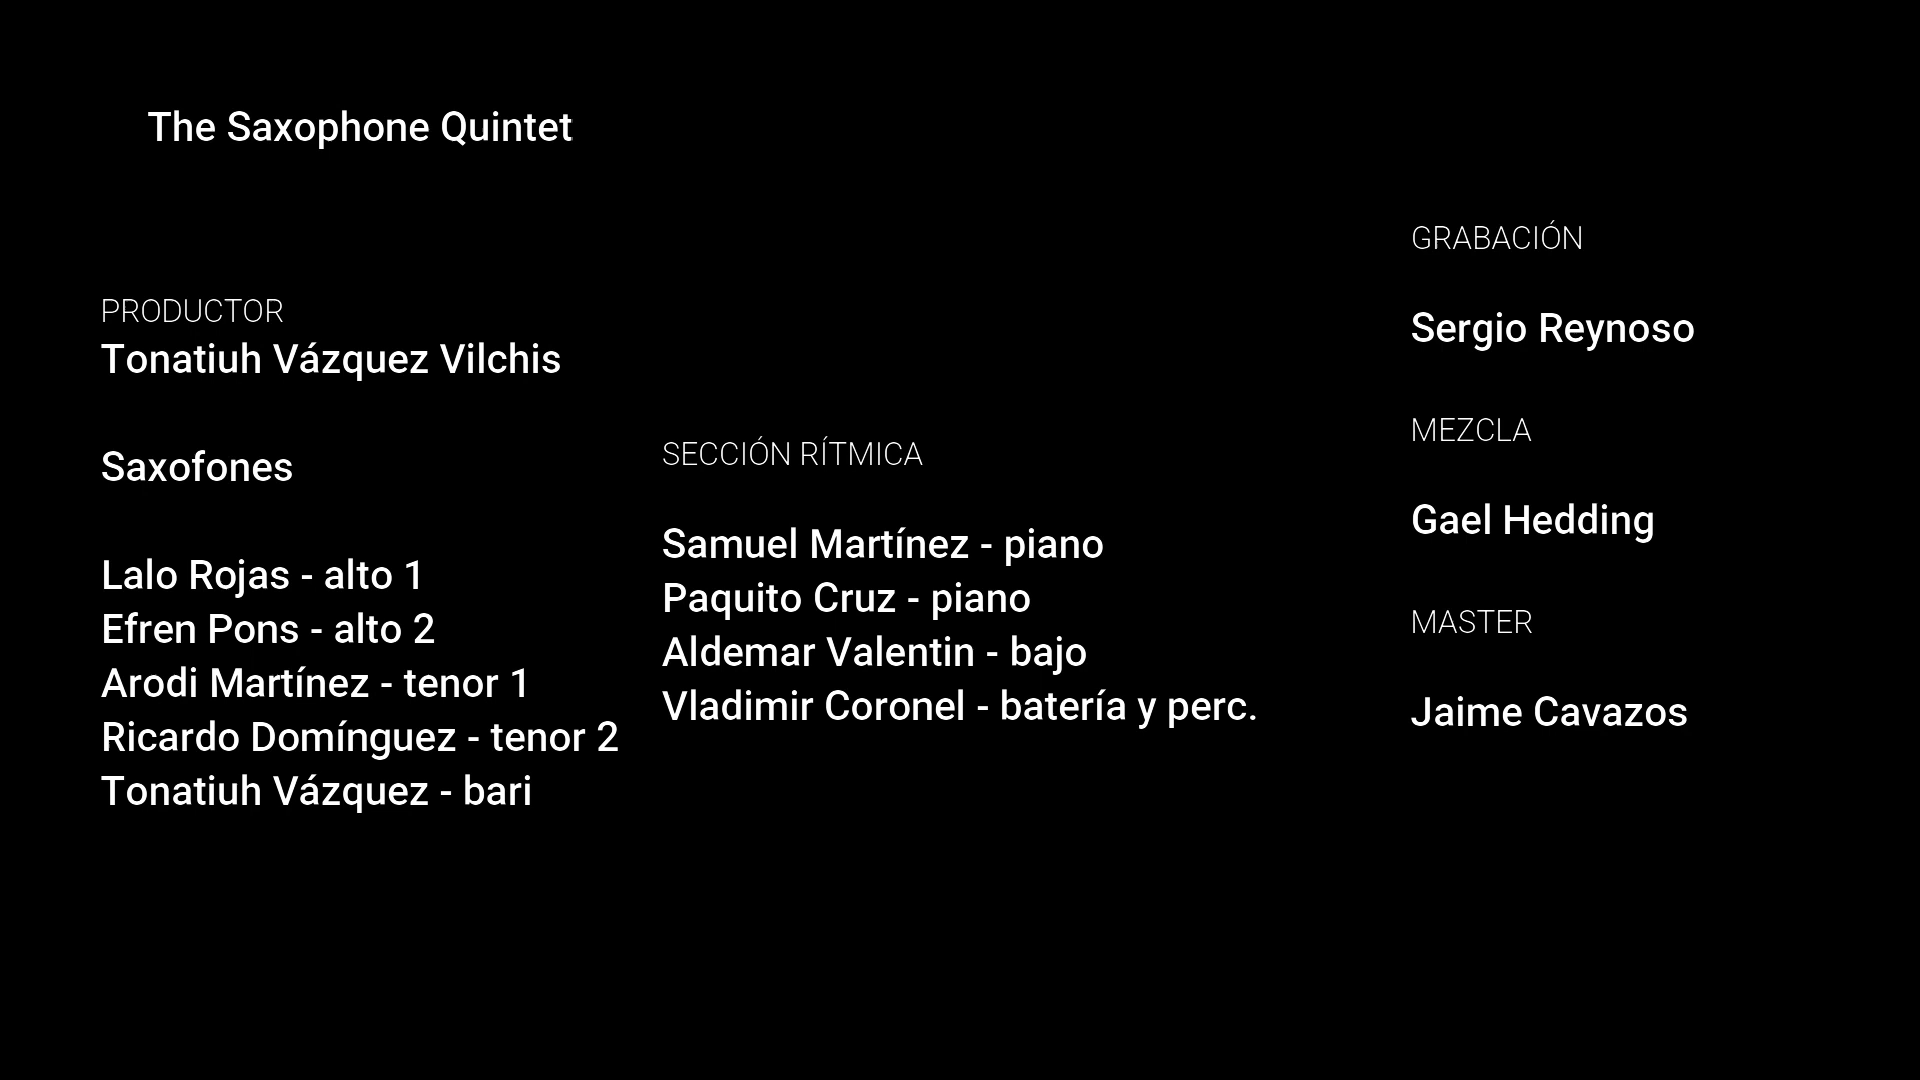 The Saxophone Quintet
PRODUCTOR
Tonatiuh Vázquez Vilchis
Saxofones
Lalo Rojas - alto 1
Efren Pons - alto 2
Arodi Martínez - tenor 1
Ricardo Domínguez - tenor 2
Tonatiuh Vázquez - bari
SECCIÓN RÍTMICA
Samuel Martínez - piano
Paquito Cruz - piano
Aldemar Valentin - bajo
Vladimir Coronel - batería y perc.
GRABACIÓN
Sergio Reynoso
MEZCLA
Gael Hedding
MASTER
Jaime Cavazos